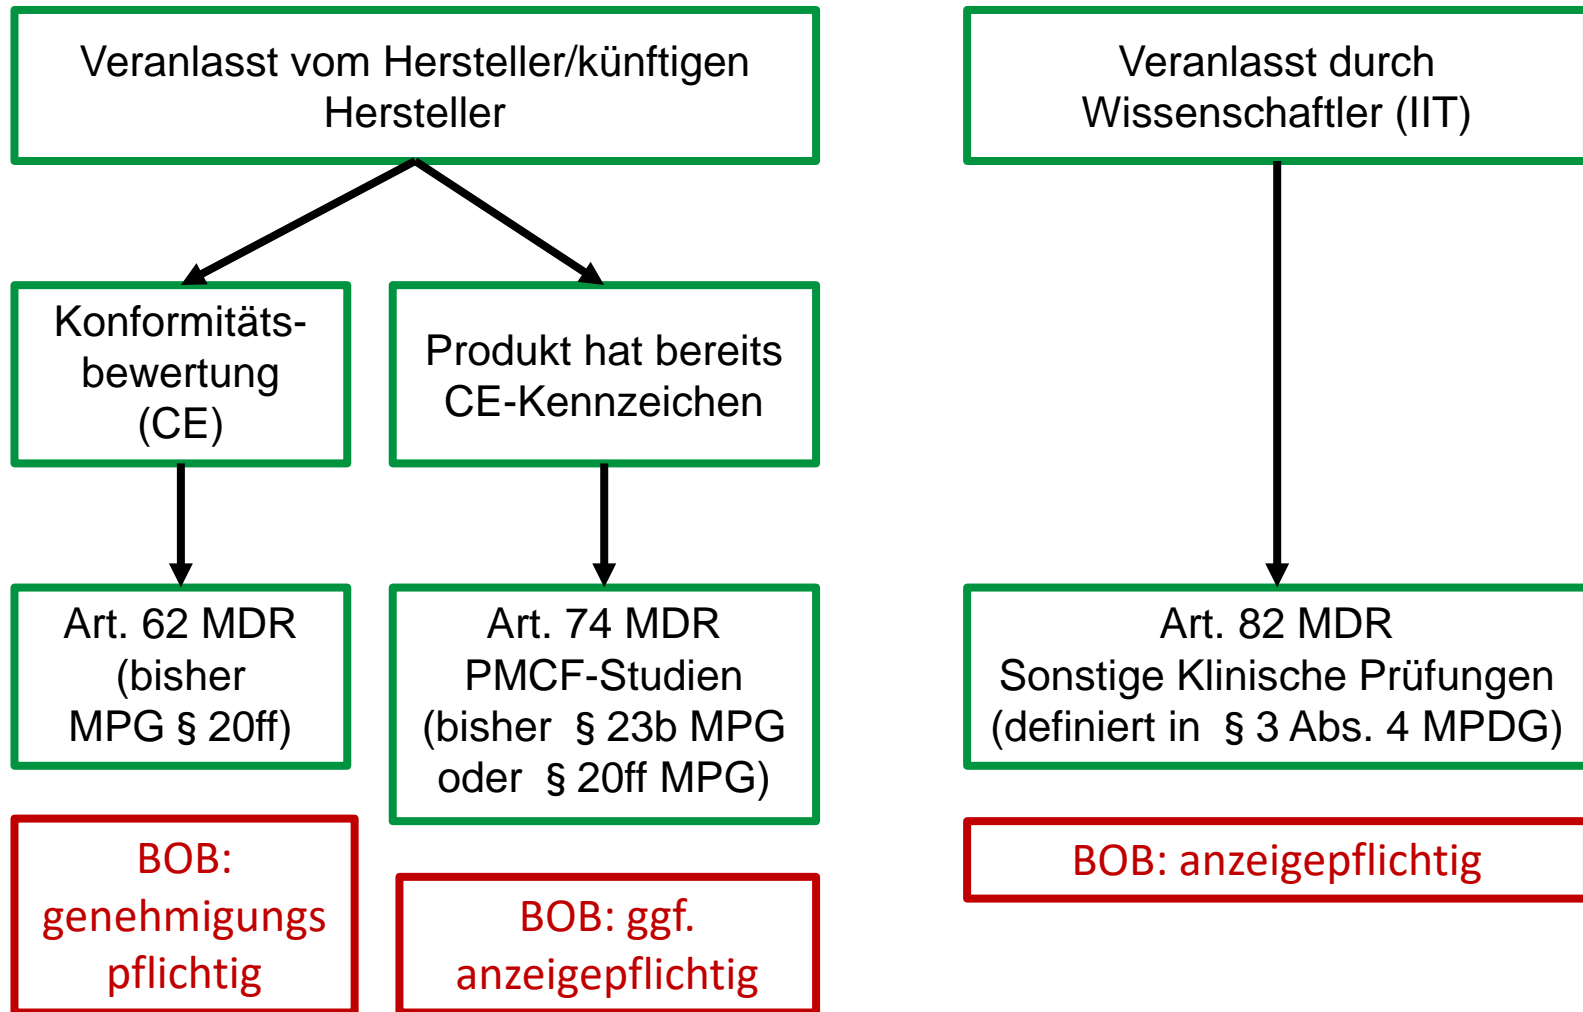 Veranlasst vom Hersteller/künftigen
Hersteller
Veranlasst durch
Wissenschaftler (IIT)
Konformitäts-
bewertung
(CE)
Produkt hat bereits
CE-Kennzeichen
Art. 62 MDR
(bisher
MPG § 20ff)
Art. 74 MDR
PMCF-Studien
(bisher § 23b MPG
oder § 20ff MPG)
Art. 82 MDR
Sonstige Klinische Prüfungen
(definiert in § 3 Abs. 4 MPDG)
BOB:
genehmigungs
pflichtig
BOB: ggf.
anzeigepflichtig
BOB: anzeigepflichtig